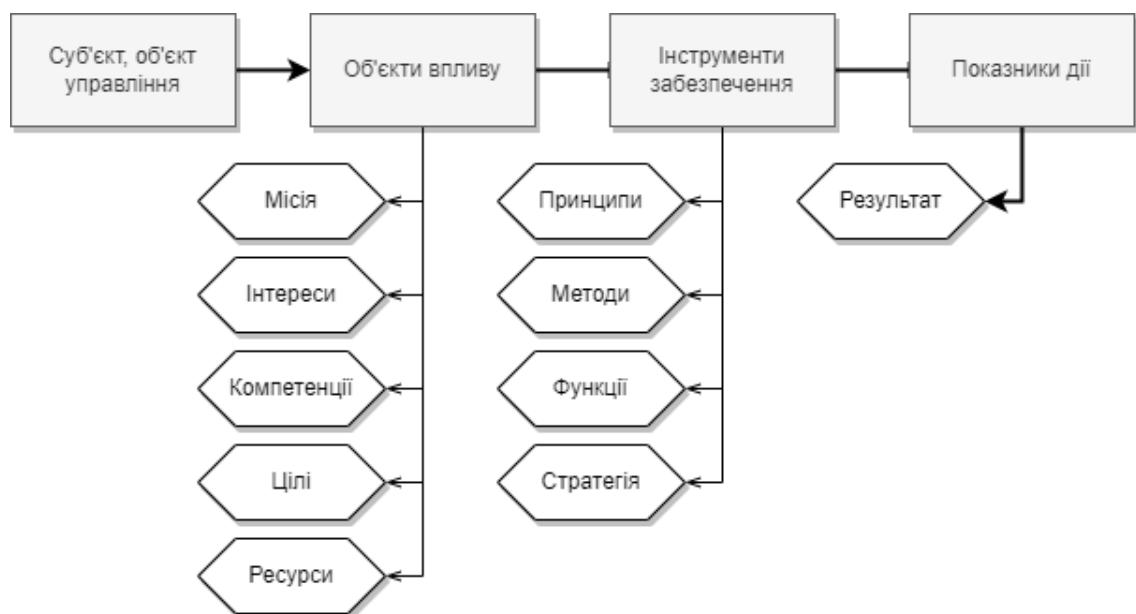 Суб'єкт, об'єкт
управління
Об'єкти впливу
Інструменти
забезпечення
Показники дії
Місія
Інтереси
Компетенції
Цілі
Ресурси
Принципи
Методи
Функції
Стратегія
Результат